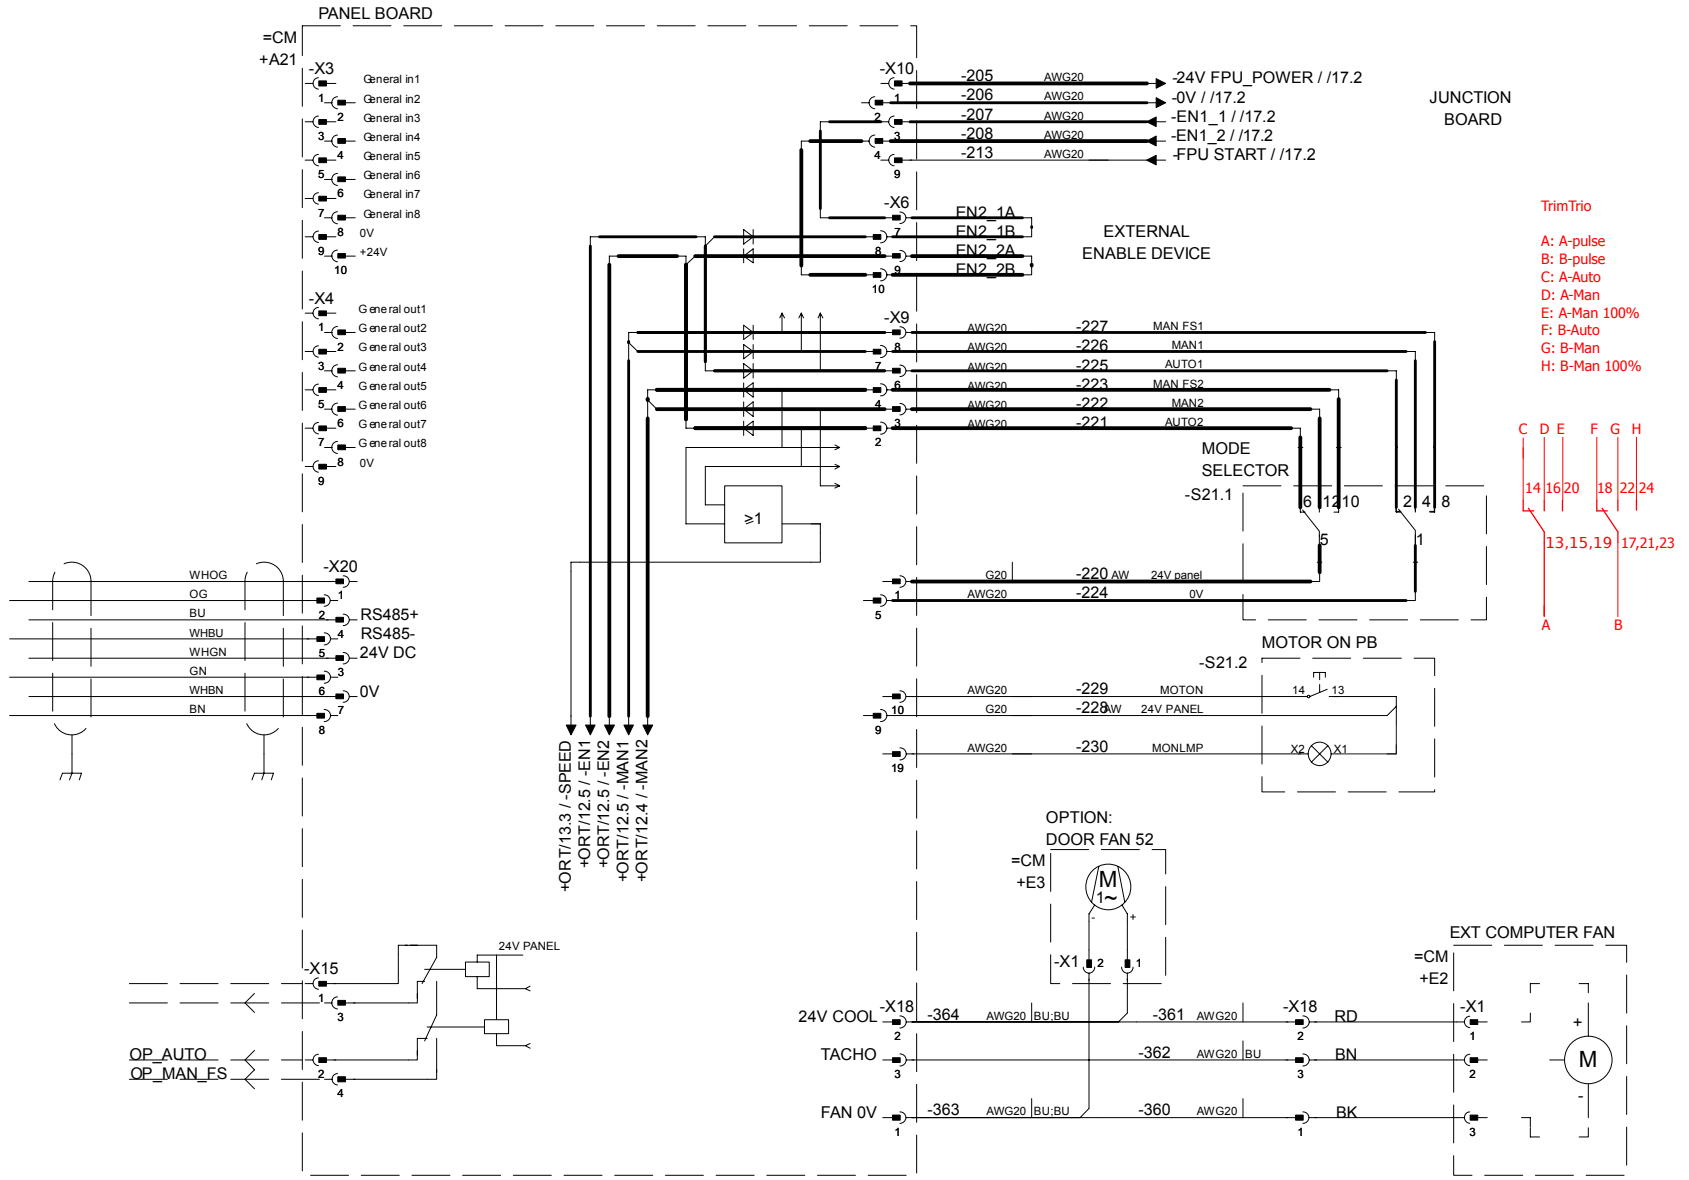 PANEL BOARD
=CM
+A21
-X3
General in1
1 General in2
2 General in3
3 General in4
4 General in5
5 General in6
6 General in7
7 General in8
8 0V
9 +24V
10
-X4
General out1
1 General out2
2 General out3
3 General out4
4 General out5
5 General out6
6 General out7
7 General out8
8 0V
9
-X10
-205 AWG20 -24V FPU_POWER / /17.2
1 -206 AWG20 -0V / /17.2
2 -207 AWG20 -EN1_1 / /17.2
3 -208 AWG20 -EN1_2 / /17.2
4 -213 AWG20 -FPU START / /17.2
9
JUNCTION
BOARD
-X6
EN2_1A
7 EN2_1B
8 EN2_2A
9 EN2_2B
10
EXTERNAL
ENABLE DEVICE
-X9
AWG20 -227 MAN FS1
8 AWG20 -226 MAN1
7 AWG20 -225 AUTO1
6 AWG20 -223 MAN FS2
4 AWG20 -222 MAN2
3 AWG20 -221 AUTO2
2
MODE
SELECTOR
-S21.1
6 12 10 2 4 8
5 1
≥1
G20 -220 AW 24V panel
1 AWG20 -224 0V
5
TrimTrio
A: A-pulse
B: B-pulse
C: A-Auto
D: A-Man
E: A-Man 100%
F: B-Auto
G: B-Man
H: B-Man 100%
C D E F G H
14 16 20 18 22 24
13,15,19 17,21,23
A B
-X20
WHOG
OG 1
BU 2 RS485+
WHBU 4 RS485-
WHGN 5 24V DC
GN 3
WHBN 6 0V
BN 7
8
MOTOR ON PB
-S21.2
AWG20 -229 MOTON 14 13
10 G20 -228 AW 24V PANEL
9
AWG20 -230 MONLMP X2 X1
19
+ORT/13.3 / -SPEED
+ORT/12.5 / -EN1
+ORT/12.5 / -EN2
+ORT/12.5 / -MAN1
+ORT/12.4 / -MAN2
OPTION:
DOOR FAN 52
=CM
+E3
M
1~
- +
-X1 2 1
24V PANEL
-X15
1
3
OP_AUTO
OP_MAN_FS 2
4
EXT COMPUTER FAN
=CM
+E2
24V COOL -X18 -364 AWG20 BU;BU -361 AWG20 -X18 RD -X1
2 2 1
TACHO -362 AWG20 BU BN
3 3 2
FAN 0V -363 AWG20 BU;BU -360 AWG20 BK
1 1 3
+
M
-